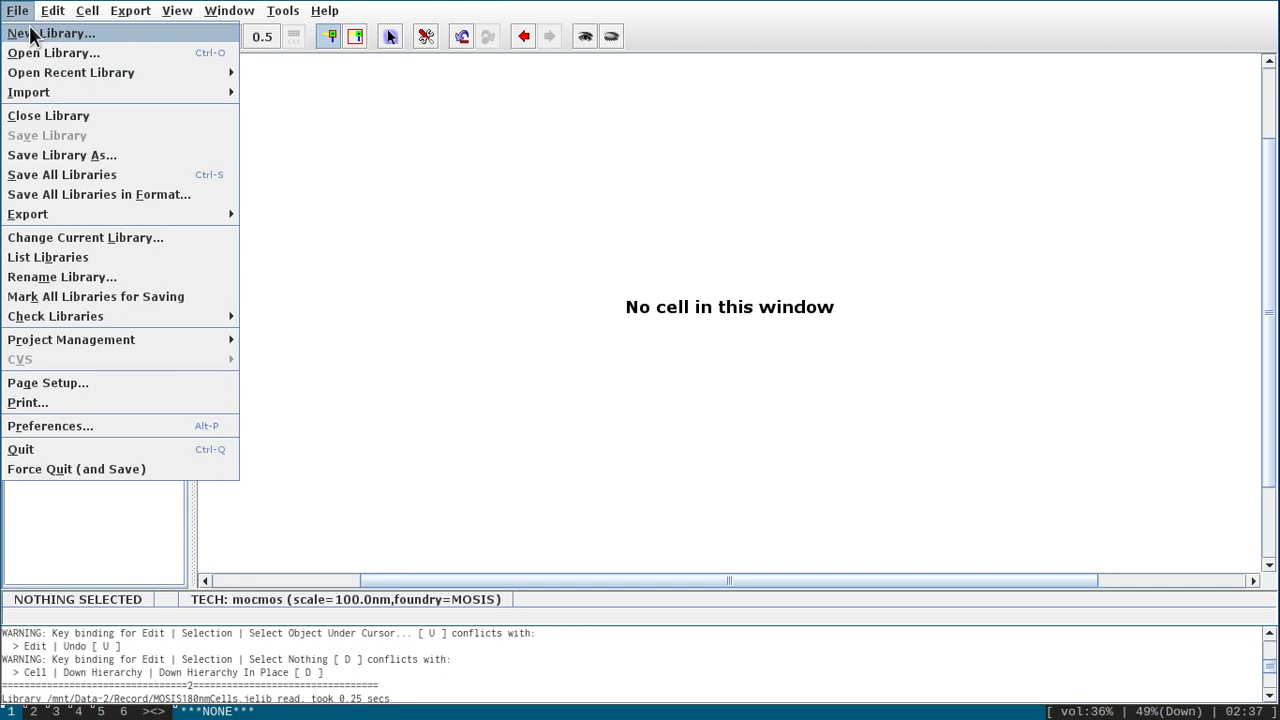 File Edit Cell Export View Window Tools Help
New Library...
0.5
Open Library... Ctrl-O
Open Recent Library
Import
Close Library
Save Library
Save Library As...
Save All Libraries Ctrl-S
Save All Libraries in Format...
Export
Change Current Library...
List Libraries
Rename Library...
Mark All Libraries for Saving
Check Libraries
Project Management
CVS
Page Setup...
Print...
Preferences... Alt-P
Quit Ctrl-Q
Force Quit (and Save)
No cell in this window
NOTHING SELECTED TECH: mocmos (scale=100.0nm,foundry=MOSIS)
WARNING: Key binding for Edit | Selection | Select Object Under Cursor... [ U ] conflicts with:
> Edit | Undo [ U ]
WARNING: Key binding for Edit | Selection | Select Nothing [ D ] conflicts with:
> Cell | Down Hierarchy | Down Hierarchy In Place [ D ]
=================================2=================================
Library /mnt/Data-2/Record/MOSIS180nmCells.jelib read, took 0.25 secs
1 2 3 4 5 6 ><> ***NONE*** [ vol:36% | 49%(Down) | 02:37 ]